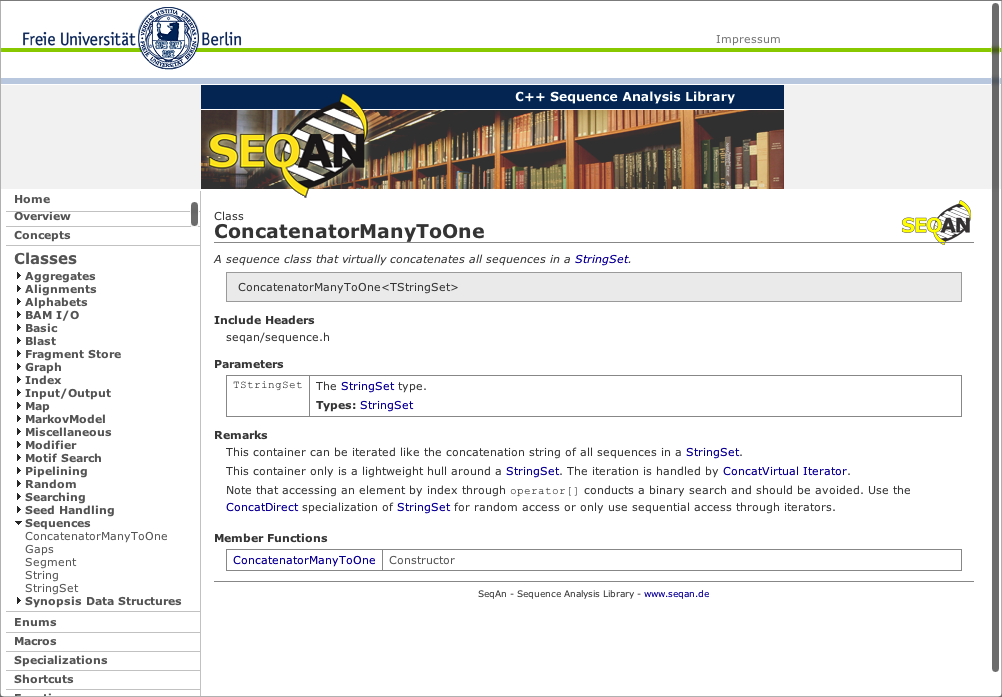 Freie Universität Berlin
Impressum
C++ Sequence Analysis Library
SEQAN
Home
Overview
Concepts
Classes
Aggregates
Alignments
Alphabets
BAM I/O
Basic
Blast
Fragment Store
Graph
Index
Input/Output
Map
MarkovModel
Miscellaneous
Modifier
Motif Search
Pipelining
Random
Searching
Seed Handling
Sequences
ConcatenatorManyToOne
Gaps
Segment
String
StringSet
Synopsis Data Structures
Enums
Macros
Specializations
Shortcuts
Class
ConcatenatorManyToOne
SEQAN
A sequence class that virtually concatenates all sequences in a StringSet.
ConcatenatorManyToOne<TStringSet>
Include Headers
seqan/sequence.h
Parameters
TStringSet The StringSet type.
Types: StringSet
Remarks
This container can be iterated like the concatenation string of all sequences in a StringSet.
This container only is a lightweight hull around a StringSet. The iteration is handled by ConcatVirtual Iterator.
Note that accessing an element by index through operator[] conducts a binary search and should be avoided. Use the
ConcatDirect specialization of StringSet for random access or only use sequential access through iterators.
Member Functions
ConcatenatorManyToOne Constructor
SeqAn - Sequence Analysis Library - www.seqan.de